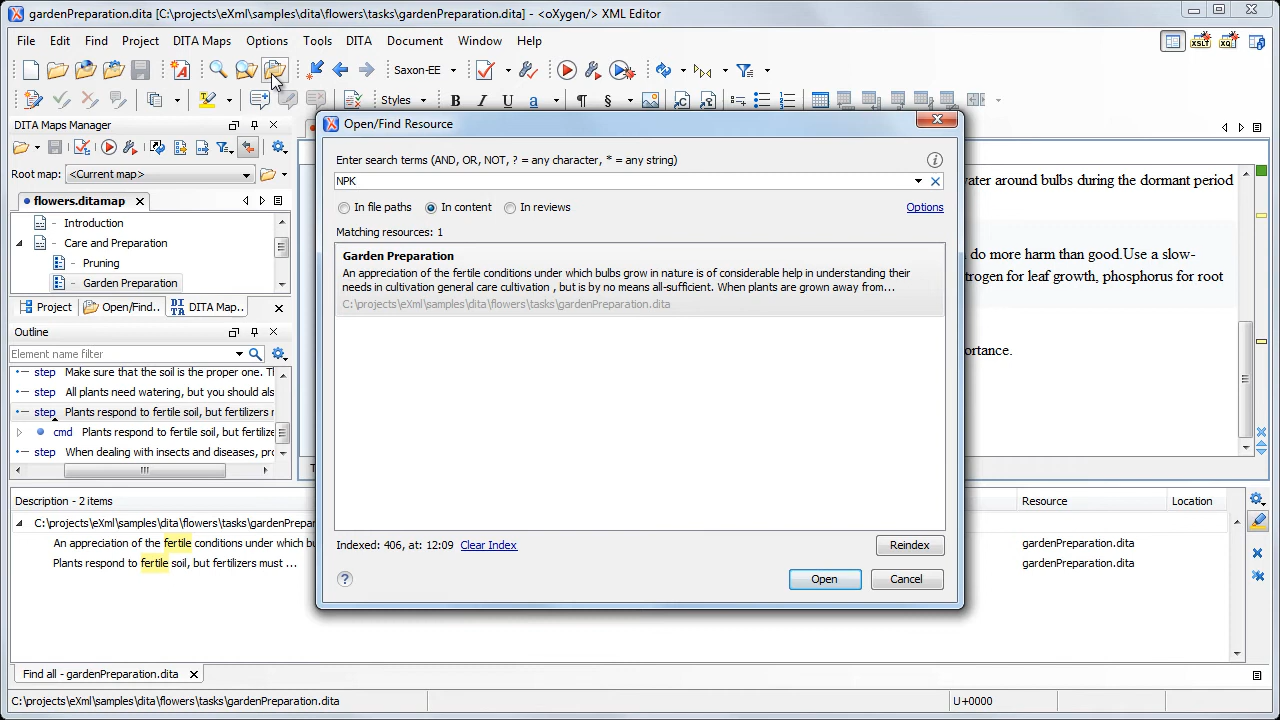 gardenPreparation.dita [C:\projects\eXml\samples\dita\flowers\tasks\gardenPreparation.dita] - <oXygen/> XML Editor
File Edit Find Project DITA Maps Options Tools DITA Document Window Help
XSLT XQ
Saxon-EE
Styles B I U a ¶ §
DITA Maps Manager
Root map: <Current map>
flowers.ditamap
Introduction
Care and Preparation
Pruning
Garden Preparation
Project Open/Find.. DITA Map..
Outline
Element name filter
step Make sure that the soil is the proper one. T
step All plants need watering, but you should als
step Plants respond to fertile soil, but fertilizers
cmd Plants respond to fertile soil, but fertilize
step When dealing with insects and diseases, pro
Open/Find Resource
Enter search terms (AND, OR, NOT, ? = any character, * = any string)
NPK
In file paths In content In reviews Options
Matching resources: 1
Garden Preparation
An appreciation of the fertile conditions under which bulbs grow in nature is of considerable help in understanding their
needs in cultivation general care cultivation , but is by no means all-sufficient. When plants are grown away from...
C:\projects\eXml\samples\dita\flowers\tasks\gardenPreparation.dita
Indexed: 406, at: 12:09 Clear Index Reindex
Open Cancel
ater around bulbs during the dormant period
do more harm than good.Use a slow-
trogen for leaf growth, phosphorus for root
ortance.
Description - 2 items Resource Location
C:\projects\eXml\samples\dita\flowers\tasks\gardenPrepar
An appreciation of the fertile conditions under which bu gardenPreparation.dita
Plants respond to fertile soil, but fertilizers must ... gardenPreparation.dita
Find all - gardenPreparation.dita
C:\projects\eXml\samples\dita\flowers\tasks\gardenPreparation.dita U+0000